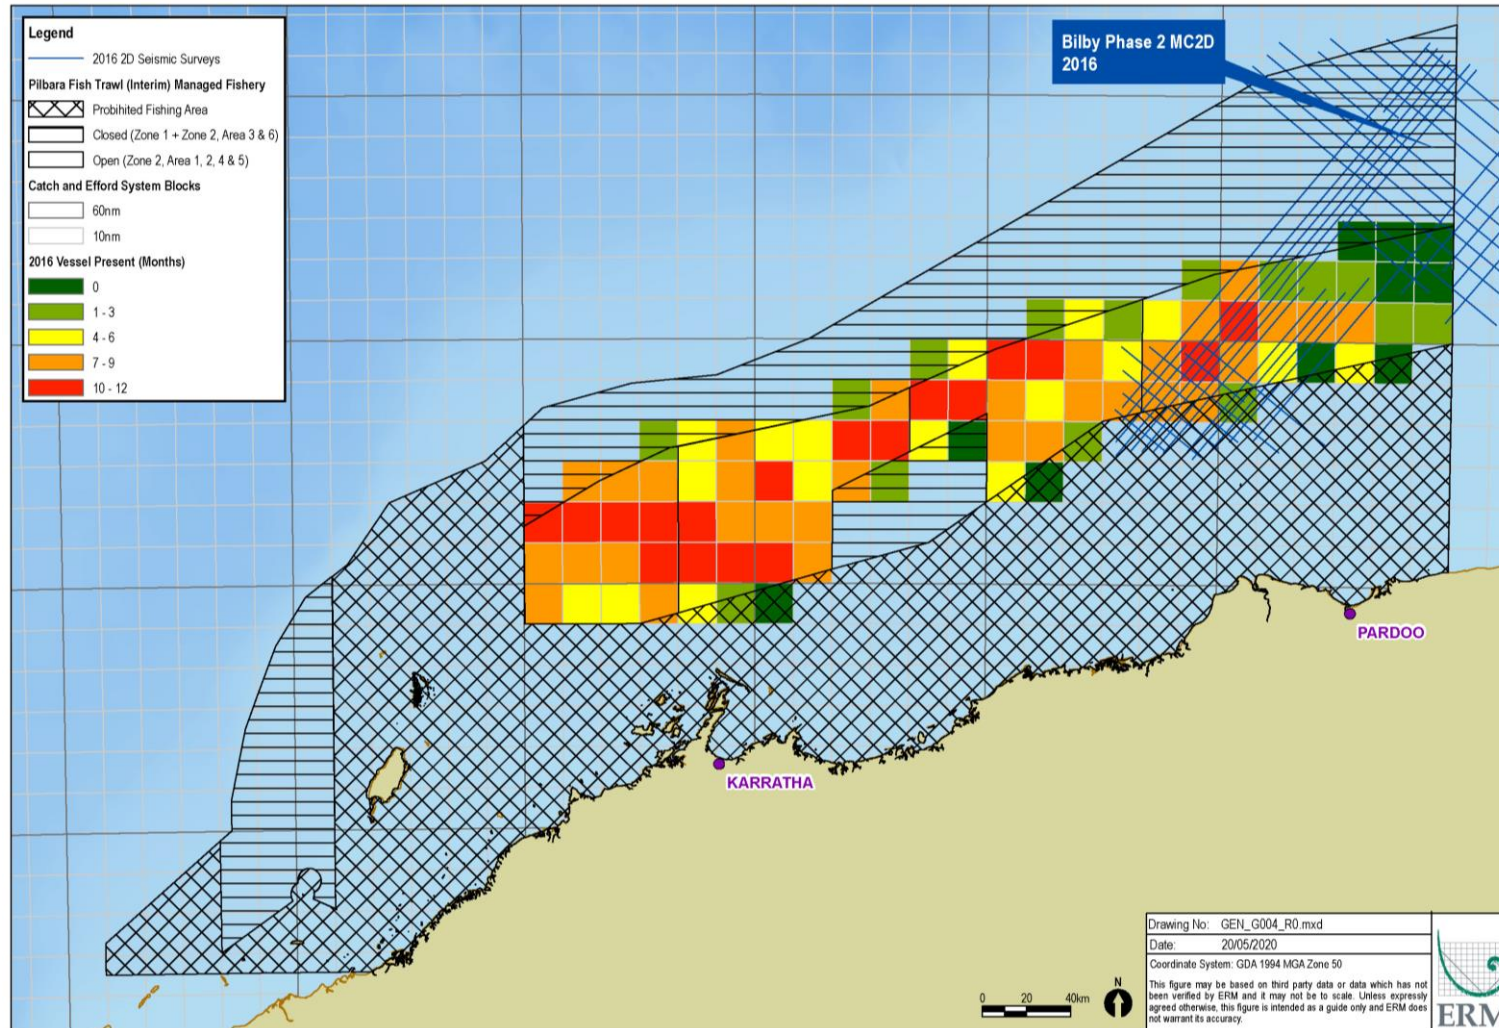 Legend
2016 2D Seismic Surveys
Pilbara Fish Trawl (Interim) Managed Fishery
Probihited Fishing Area
Closed (Zone 1 + Zone 2, Area 3 & 6)
Open (Zone 2, Area 1, 2, 4 & 5)
Catch and Efford System Blocks
60nm
10nm
2016 Vessel Present (Months)
0
1 - 3
4 - 6
7 - 9
10 - 12
Bilby Phase 2 MC2D
2016
PARDOO
KARRATHA
0 20 40km
N
Drawing No: GEN_G004_R0.mxd
Date: 20/05/2020
Coordinate System: GDA 1994 MGA Zone 50
This figure may be based on third party data or data which has not
been verified by ERM and it may not be to scale. Unless expressly
agreed otherwise, this figure is intended as a guide only and ERM does
not warrant its accuracy.
ERM